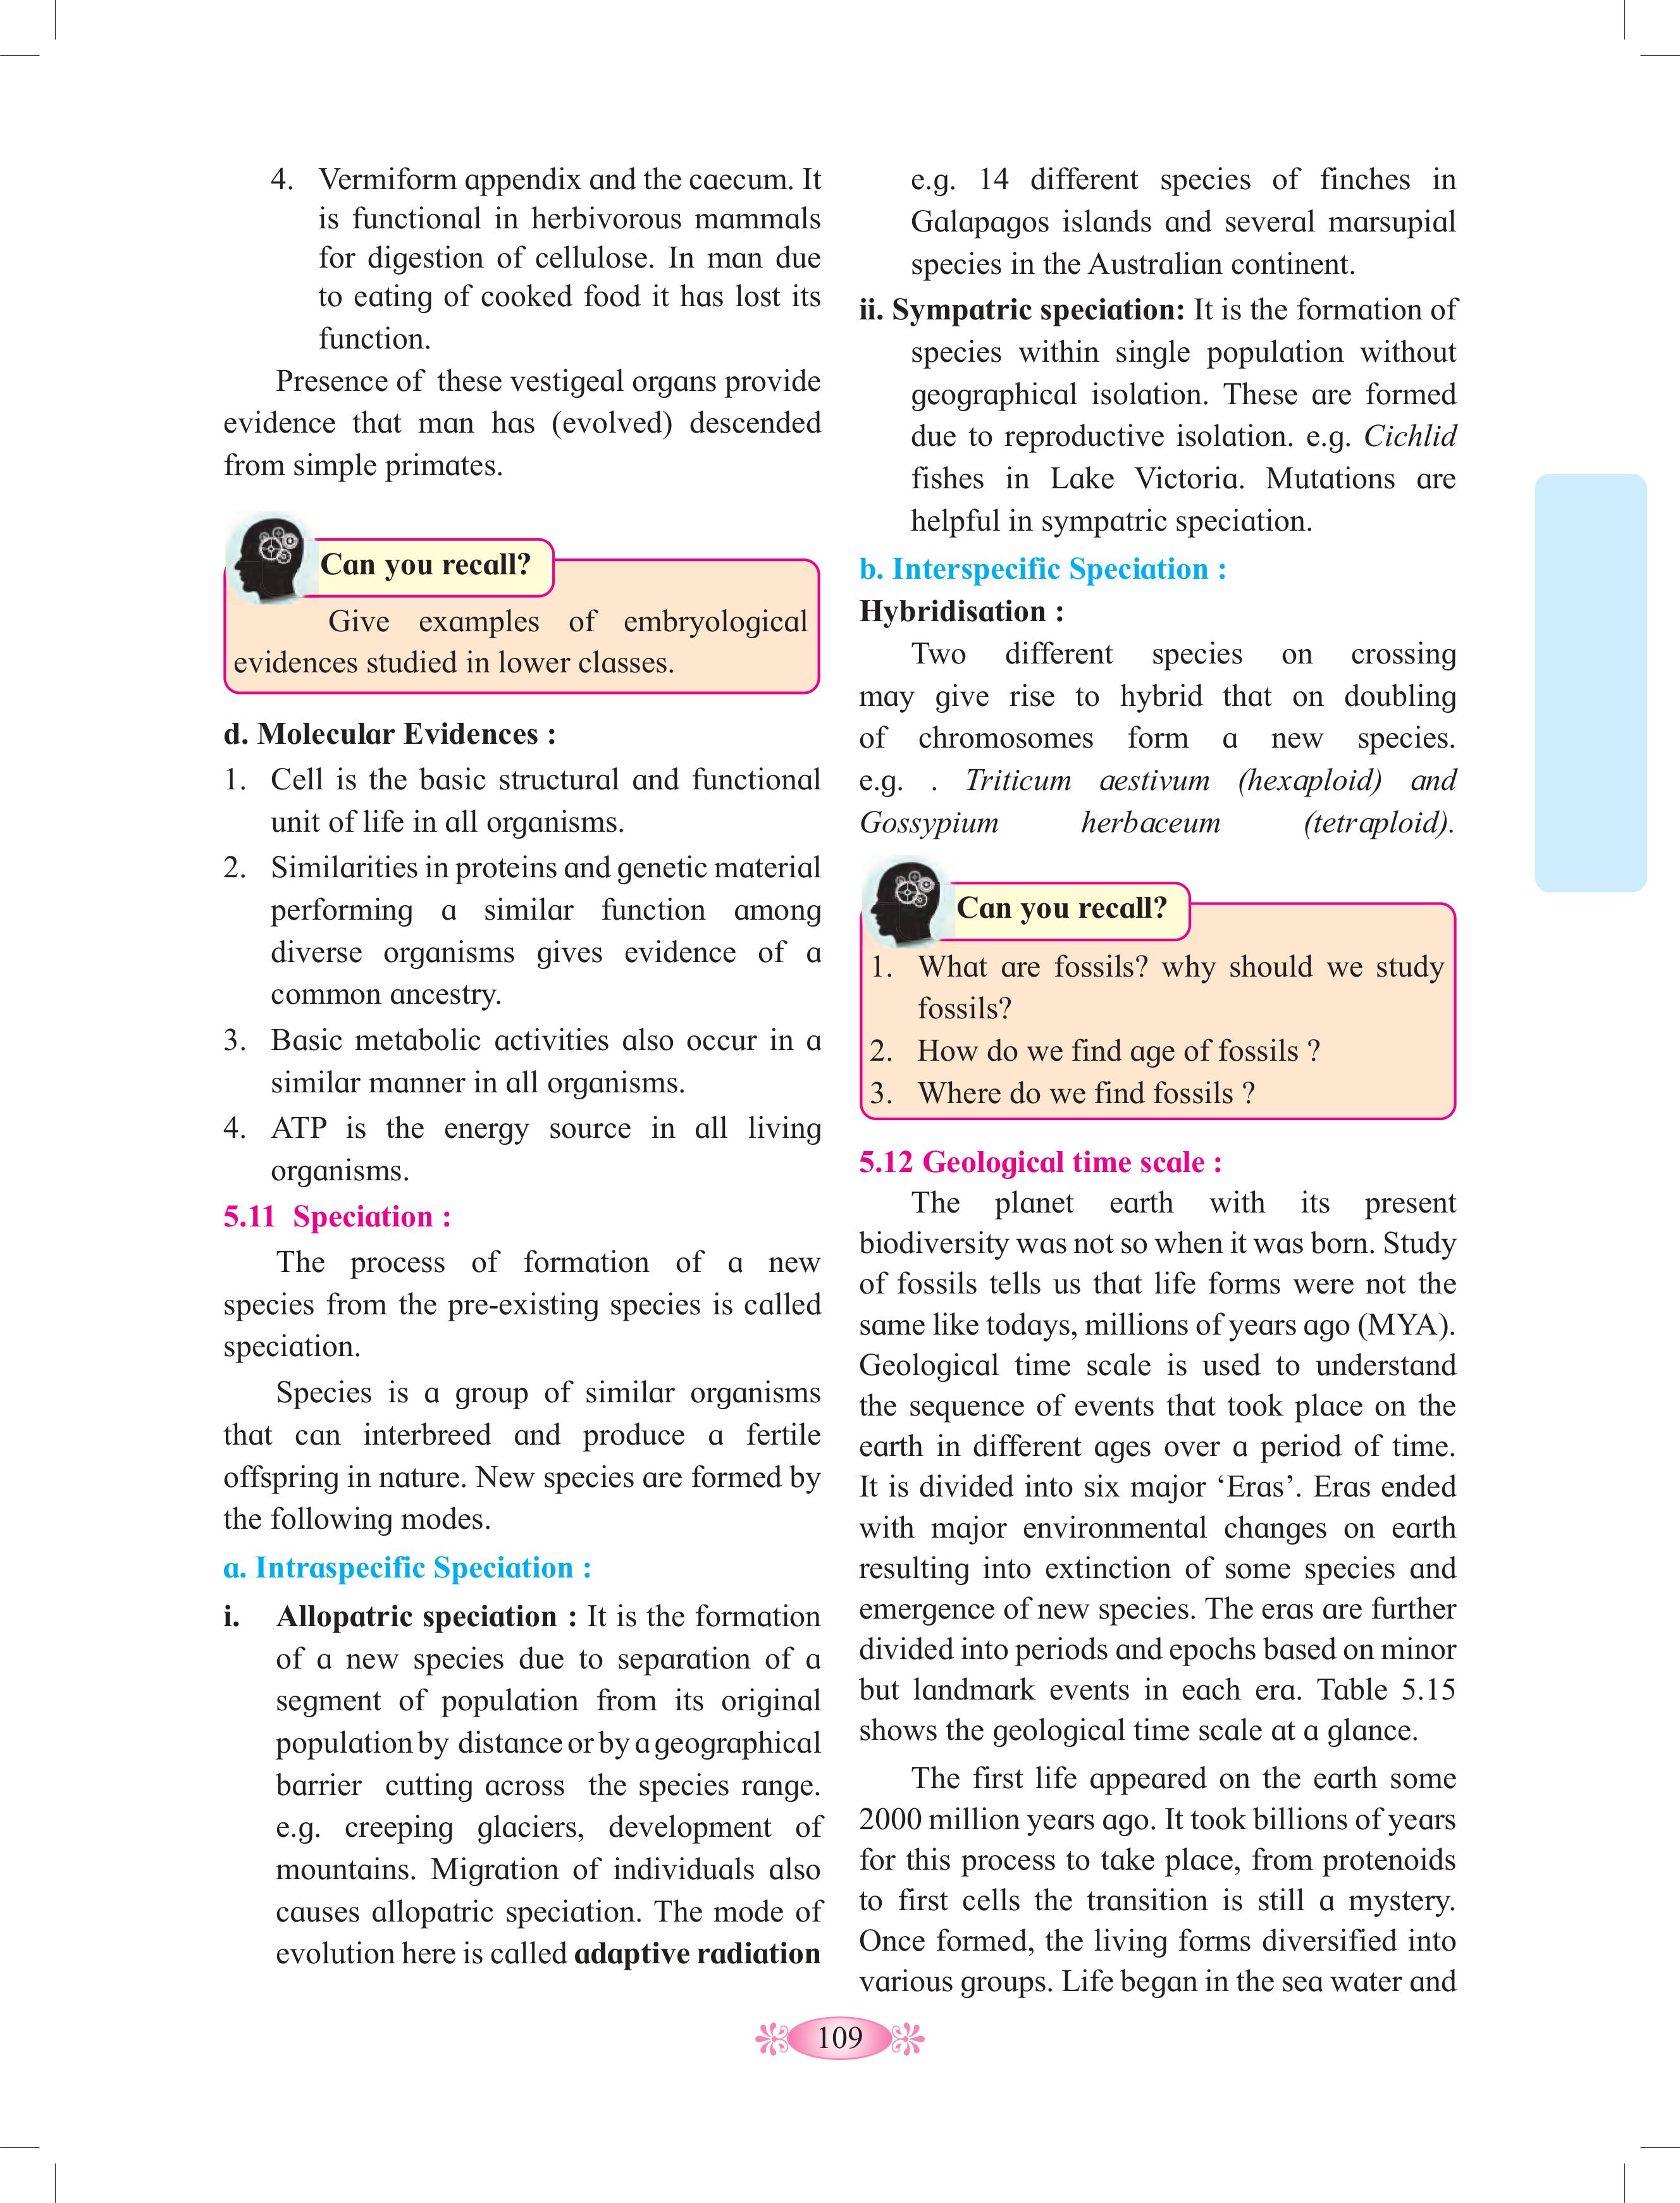 4. Vermiform appendix and the caecum. It
is functional in herbivorous mammals
for digestion of cellulose. In man due
to eating of cooked food it has lost its
function.
Presence of these vestigeal organs provide
evidence that man has (evolved) descended
from simple primates.
Can you recall?
Give examples of embryological
evidences studied in lower classes.
d. Molecular Evidences :
1. Cell is the basic structural and functional
unit of life in all organisms.
2. Similarities in proteins and genetic material
performing a similar function among
diverse organisms gives evidence of a
common ancestry.
3. Basic metabolic activities also occur in a
similar manner in all organisms.
4. ATP is the energy source in all living
organisms.
5.11 Speciation :
The process of formation of a new
species from the pre-existing species is called
speciation.
Species is a group of similar organisms
that can interbreed and produce a fertile
offspring in nature. New species are formed by
the following modes.
a. Intraspecific Speciation :
i. Allopatric speciation : It is the formation
of a new species due to separation of a
segment of population from its original
population by distance or by a geographical
barrier cutting across the species range.
e.g. creeping glaciers, development of
mountains. Migration of individuals also
causes allopatric speciation. The mode of
evolution here is called adaptive radiation
e.g. 14 different species of finches in
Galapagos islands and several marsupial
species in the Australian continent.
ii. Sympatric speciation: It is the formation of
species within single population without
geographical isolation. These are formed
due to reproductive isolation. e.g. Cichlid
fishes in Lake Victoria. Mutations are
helpful in sympatric speciation.
b. Interspecific Speciation :
Hybridisation :
Two different species on crossing
may give rise to hybrid that on doubling
of chromosomes form a new species.
e.g. . Triticum aestivum (hexaploid) and
Gossypium herbaceum (tetraploid).
Can you recall?
1. What are fossils? why should we study
fossils?
2. How do we find age of fossils ?
3. Where do we find fossils ?
5.12 Geological time scale :
The planet earth with its present
biodiversity was not so when it was born. Study
of fossils tells us that life forms were not the
same like todays, millions of years ago (MYA).
Geological time scale is used to understand
the sequence of events that took place on the
earth in different ages over a period of time.
It is divided into six major ‘Eras’. Eras ended
with major environmental changes on earth
resulting into extinction of some species and
emergence of new species. The eras are further
divided into periods and epochs based on minor
but landmark events in each era. Table 5.15
shows the geological time scale at a glance.
The first life appeared on the earth some
2000 million years ago. It took billions of years
for this process to take place, from protenoids
to first cells the transition is still a mystery.
Once formed, the living forms diversified into
various groups. Life began in the sea water and
109